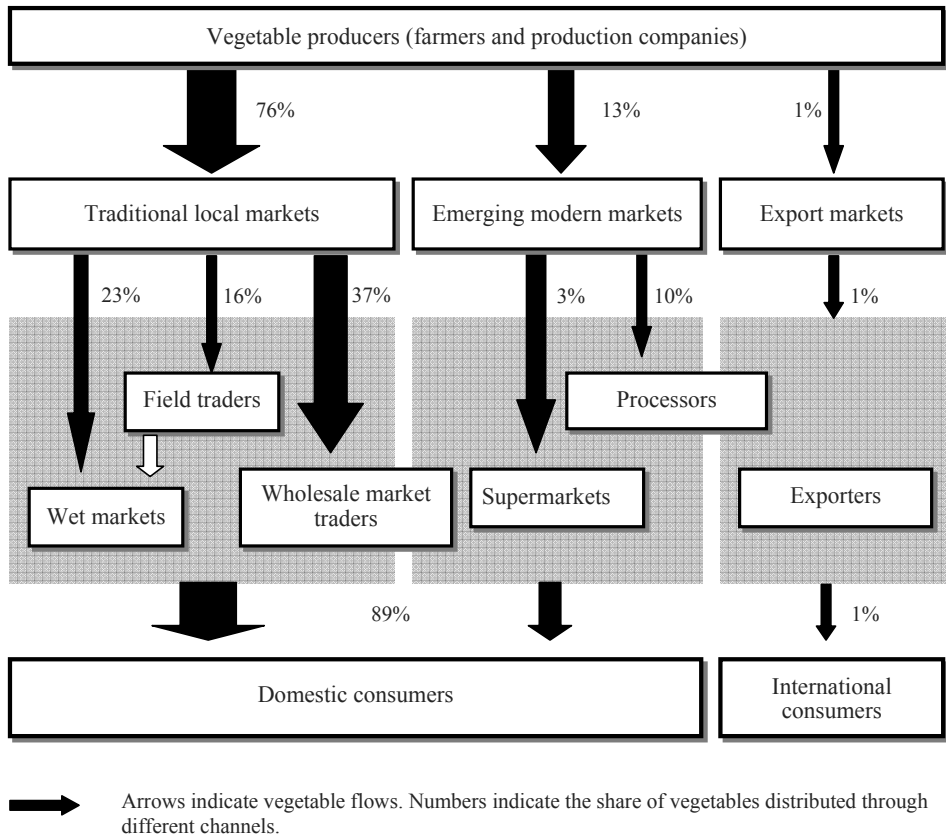 Vegetable producers (farmers and production companies)
76%
13%
1%
Traditional local markets
Emerging modern markets
Export markets
23%
16%
37%
3%
10%
1%
Field traders
Processors
Wet markets
Wholesale market
traders
Supermarkets
Exporters
89%
1%
Domestic consumers
International
consumers
Arrows indicate vegetable flows. Numbers indicate the share of vegetables distributed through
different channels.